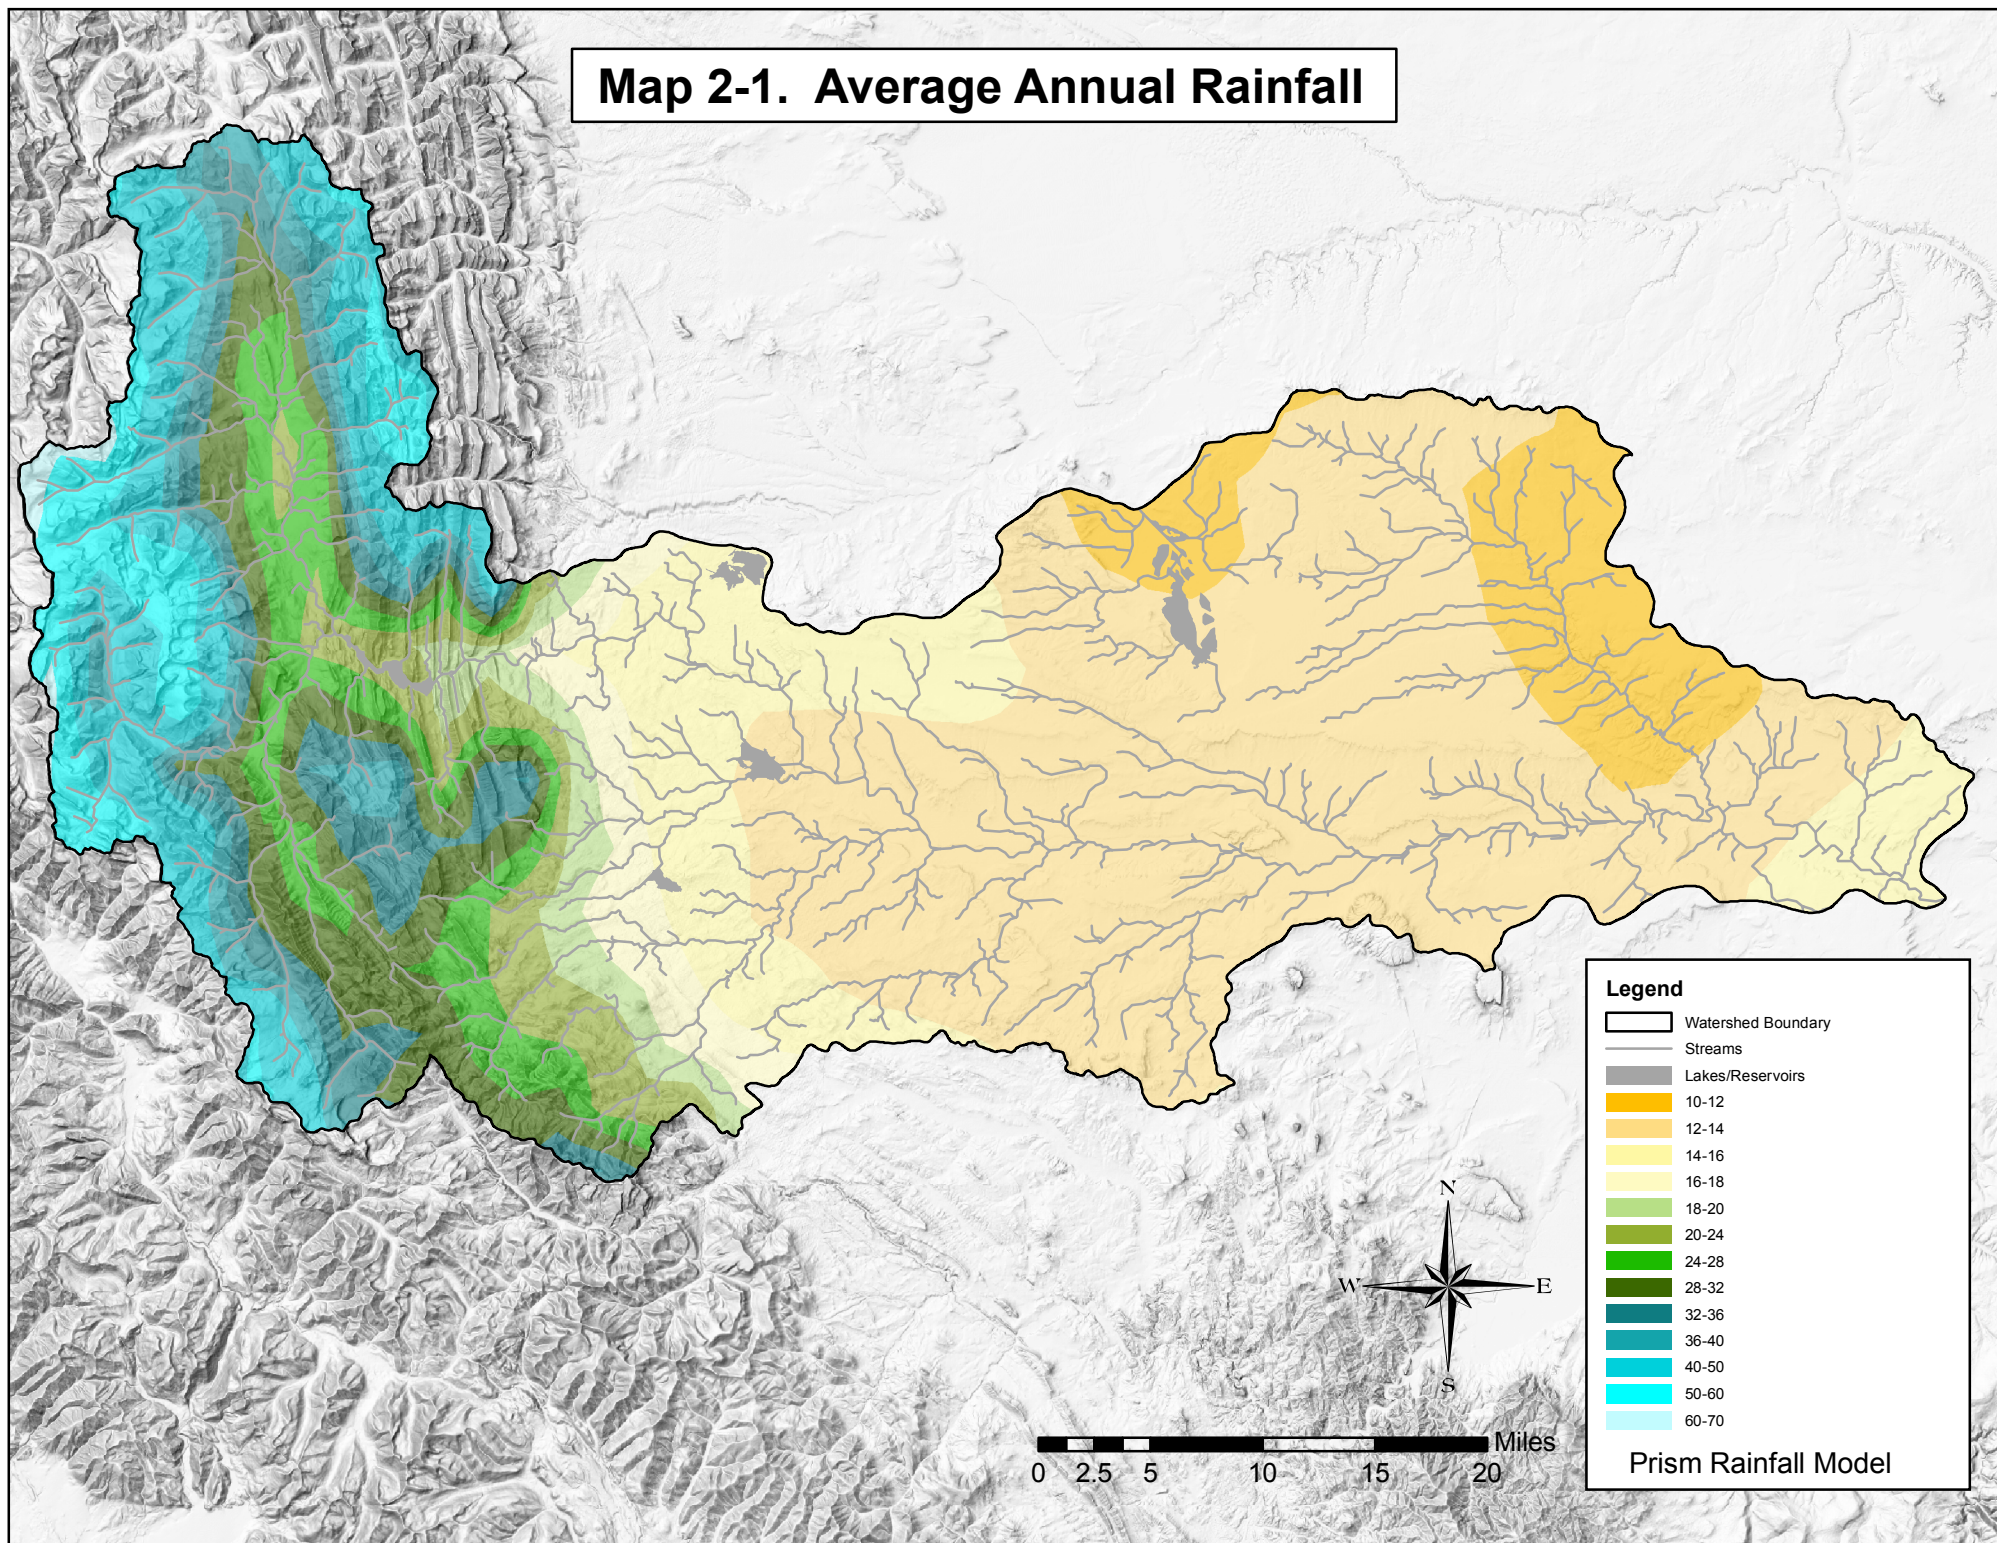 Map 2-1.  Average Annual Rainfall
Legend
Watershed Boundary
Streams
Lakes/Reservoirs
10-12
12-14
14-16
16-18
18-20
20-24
24-28
28-32
32-36
36-40
40-50
50-60
60-70
Prism Rainfall Model
N
W E
S
Miles
0 2.5 5 10 15 20